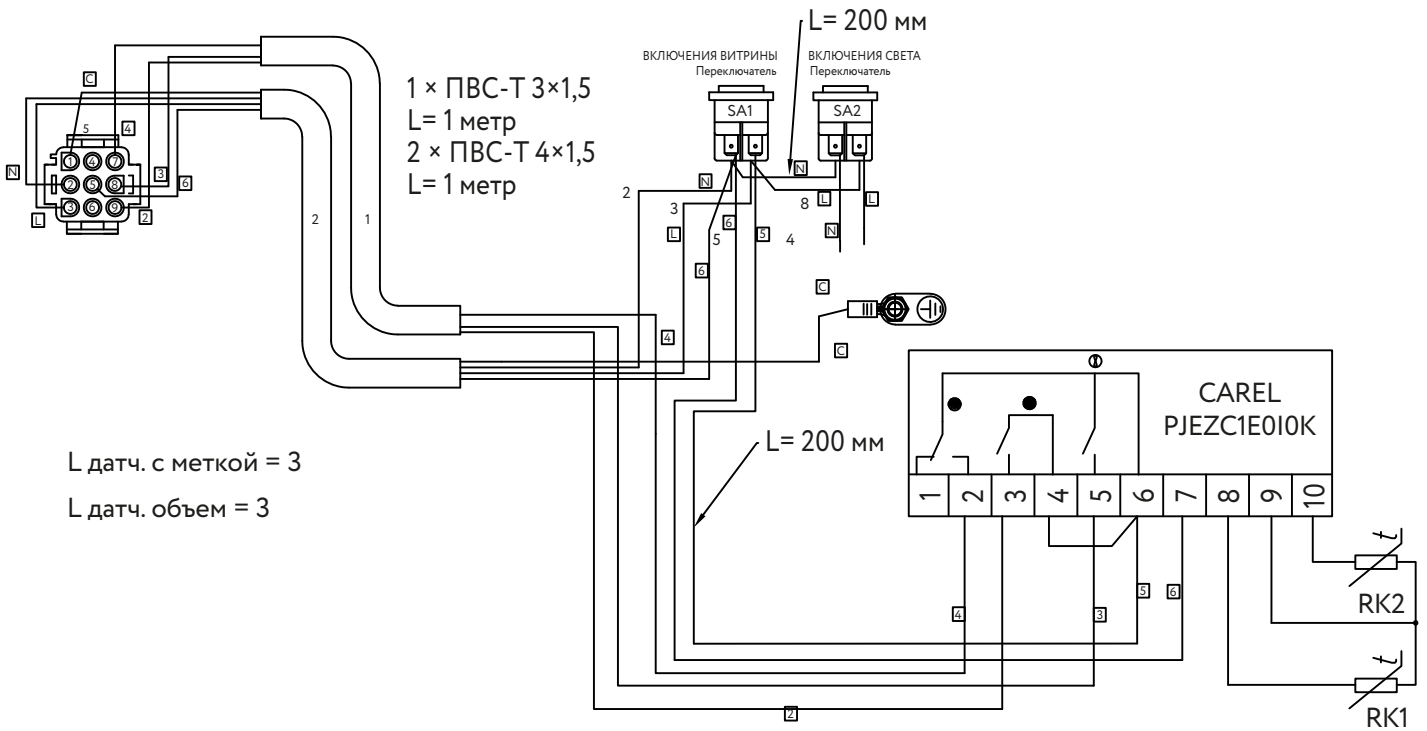 L= 200 мм
ВКЛЮЧЕНИЯ ВИТРИНЫ
Переключатель
ВКЛЮЧЕНИЯ СВЕТА
Переключатель
SA1
SA2
1 × ПВС-Т 3×1,5
L= 1 метр
2 × ПВС-Т 4×1,5
L= 1 метр
C
5
4
1
4
7
N
3
2
5
8
6
3
6
9
L
2
2
1
N
N
2
3
8
L
L
6
L
5
5
4
N
6
C
4
C
CAREL
PJEZC1E0I0K
L= 200 мм
L датч. с меткой = 3
L датч. объем = 3
1
2
3
4
5
6
7
8
9
10
t
RK2
5
6
4
3
t
RK1
2